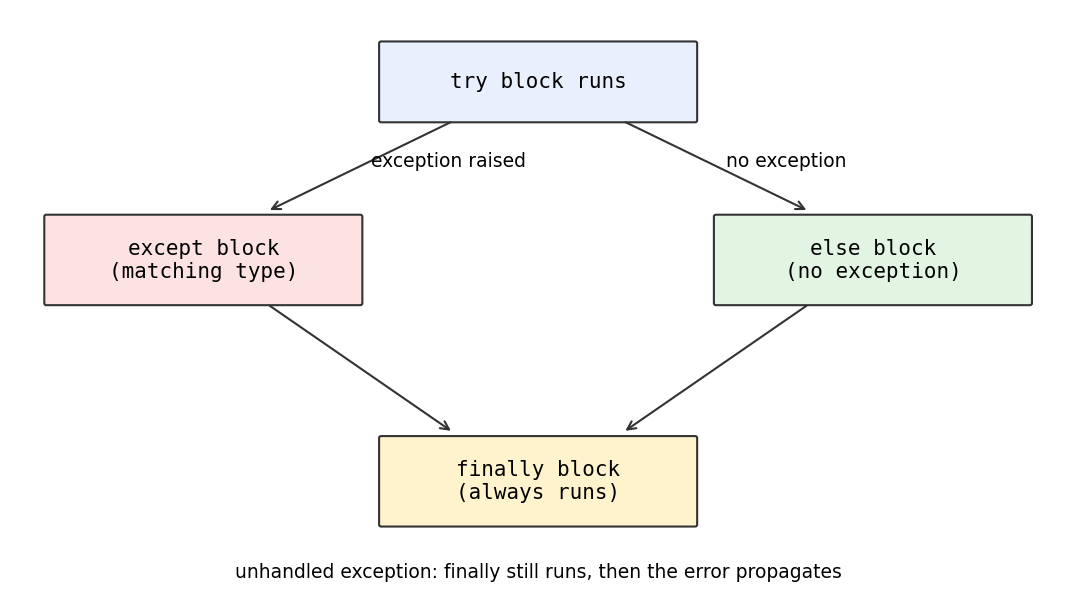 try block runs
exception raised
no exception
except block
(matching type)
else block
(no exception)
finally block
(always runs)
unhandled exception: finally still runs, then the error propagates